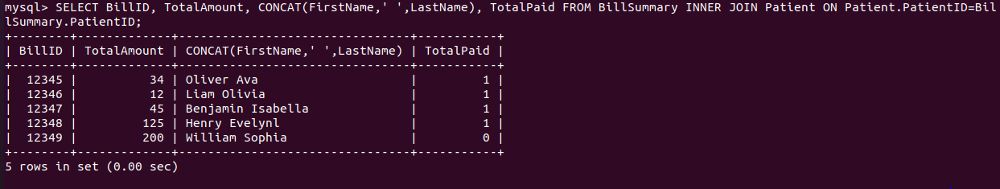 mysql> SELECT BillID, TotalAmount, CONCAT(FirstName,' ',LastName), TotalPaid FROM BillSummary INNER JOIN Patient ON Patient.PatientID=Bil
lSummary.PatientID;
+--------+-------------+--------------------------------+-----------+
| BillID | TotalAmount | CONCAT(FirstName,' ',LastName) | TotalPaid |
+--------+-------------+--------------------------------+-----------+
|  12345 |          34 | Oliver Ava                     |         1 |
|  12346 |          12 | Liam Olivia                    |         1 |
|  12347 |          45 | Benjamin Isabella              |         1 |
|  12348 |         125 | Henry Evelynl                  |         1 |
|  12349 |         200 | William Sophia                 |         0 |
+--------+-------------+--------------------------------+-----------+
5 rows in set (0.00 sec)